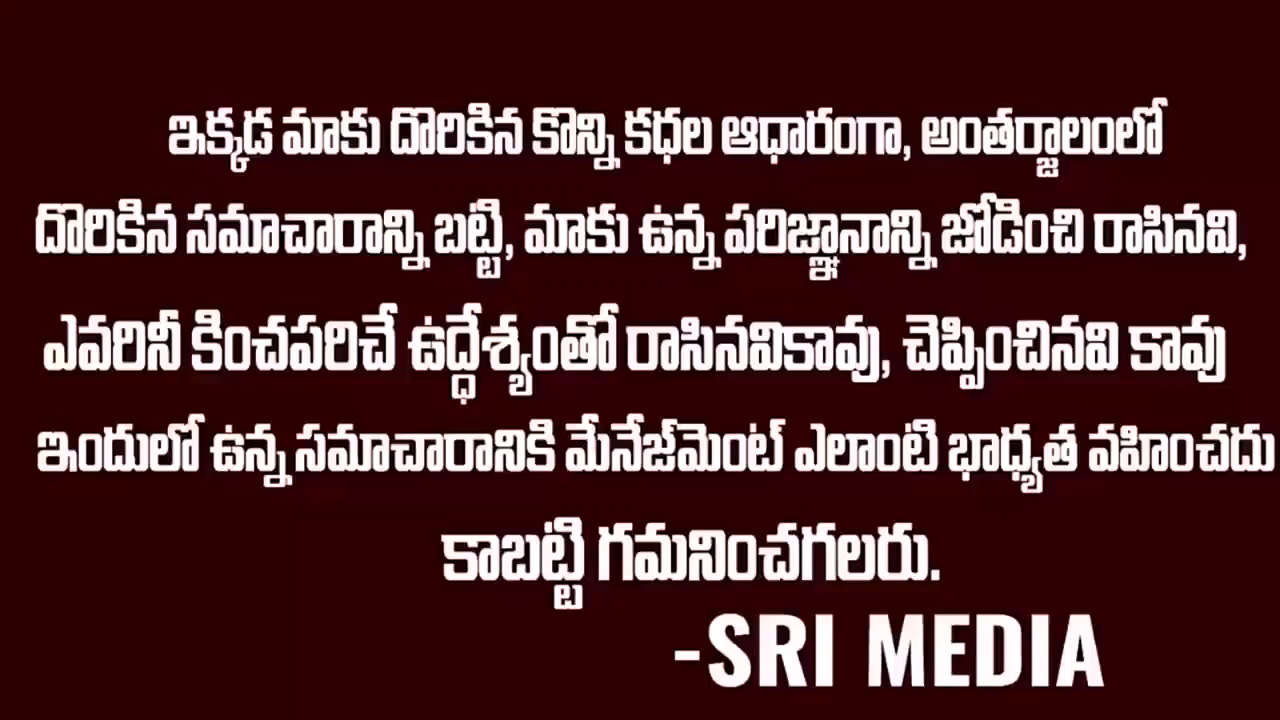 ఇక్కడ మాకు దొరికిన కొన్ని కధల ఆధారంగా, అంతర్జాలంలో
దొరికిన సమాచారాన్ని బట్టి, మాకు ఉన్న పరిజ్ఞానాన్ని జోడించి రాసినవి,
ఎవరినీ కించపరిచే ఉద్ధేశ్యంతో రాసినవికావు, చెప్పించినవి కావు
ఇందులో ఉన్న సమాచారానికి మేనేజ్‌మెంట్ ఎలాంటి భాధ్యత వహించదు
కాబట్టి గమనించగలరు.
-SRI MEDIA